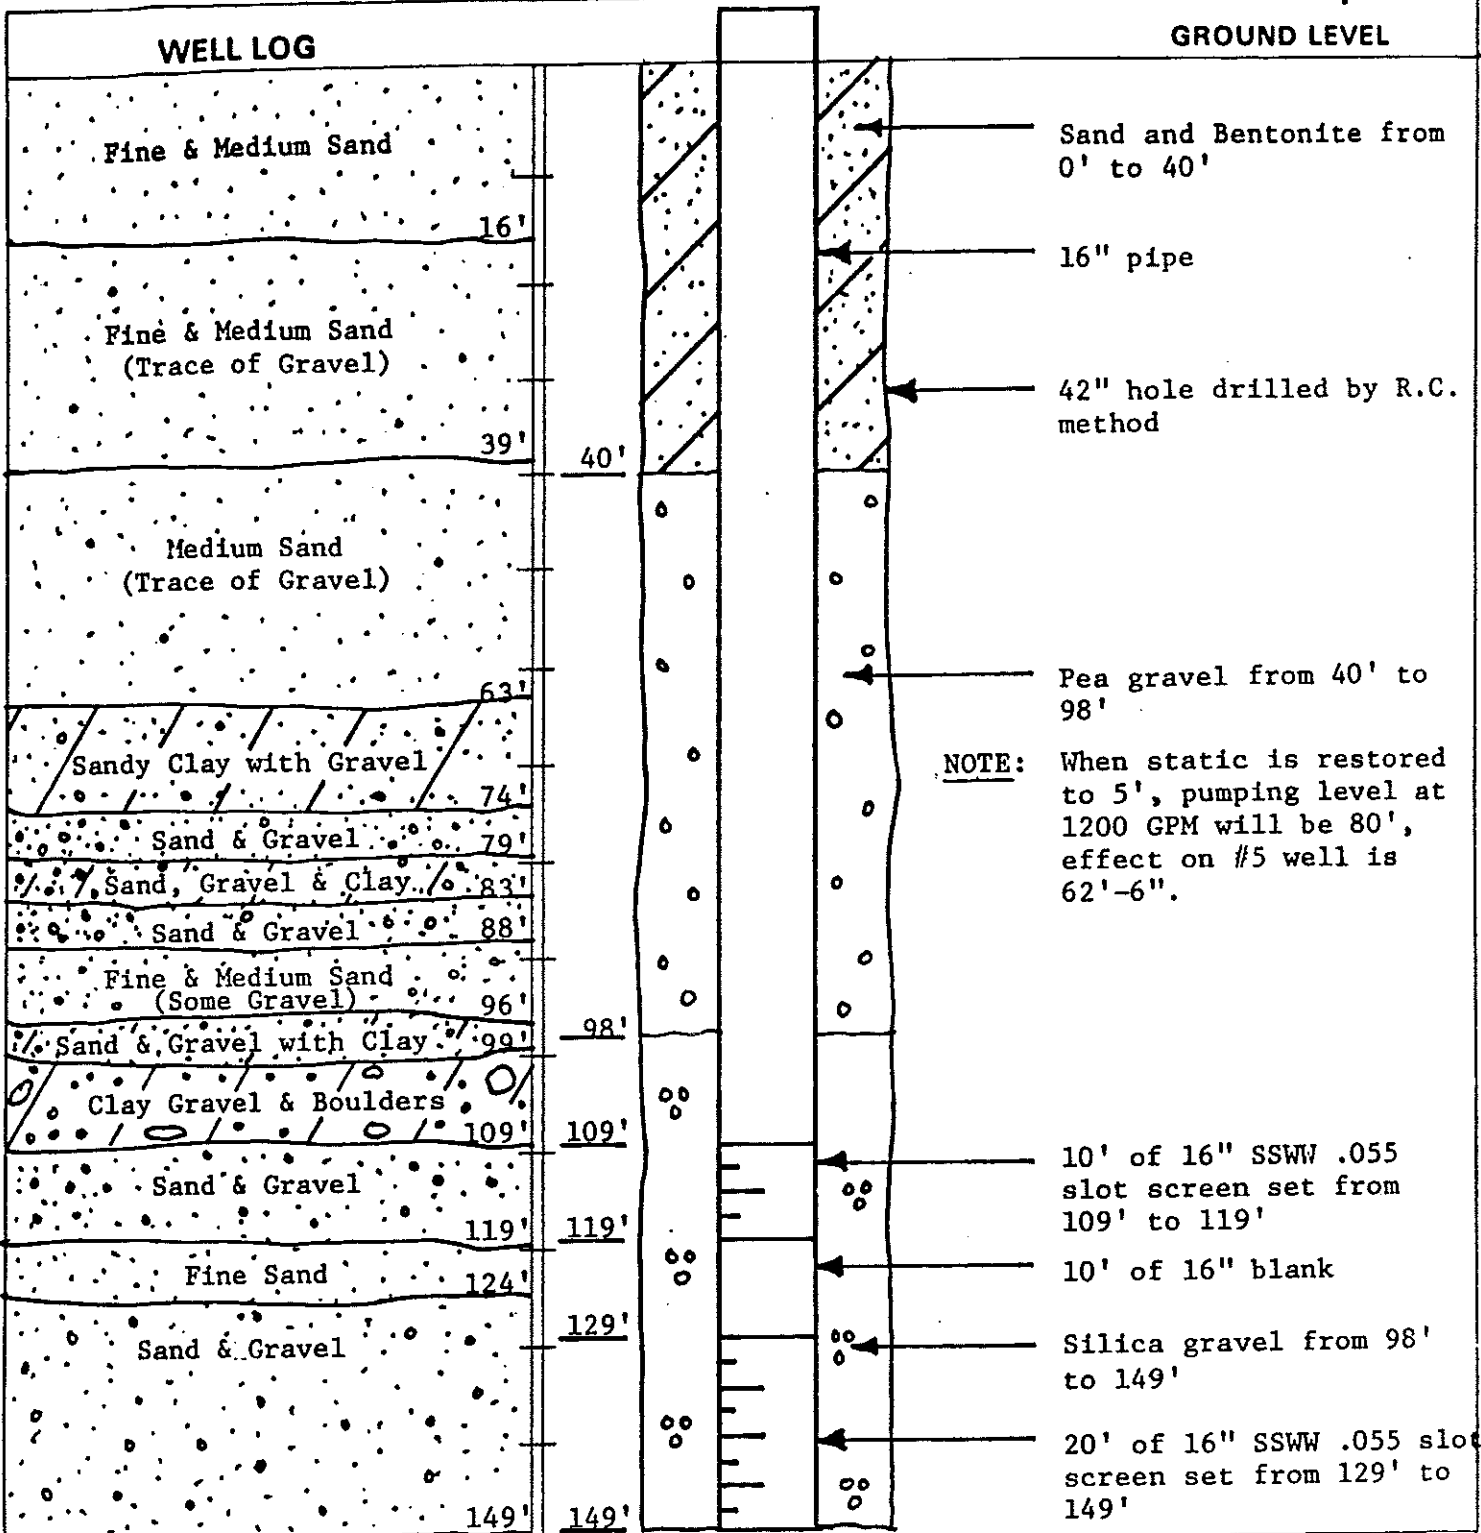 WELL LOG
GROUND LEVEL
Fine & Medium Sand
16'
Fine & Medium Sand
(Trace of Gravel)
39'
Medium Sand
(Trace of Gravel)
63'
Sandy Clay with Gravel
74'
Sand & Gravel 79'
Sand, Gravel & Clay 83'
Sand & Gravel 88'
Fine & Medium Sand
(Some Gravel) 96'
Sand & Gravel with Clay 99'
Clay Gravel & Boulders
109'
Sand & Gravel
119'
Fine Sand 124'
Sand & Gravel
149'
40'
98'
109'
119'
129'
149'
Sand and Bentonite from
0' to 40'
16" pipe
42" hole drilled by R.C.
method
Pea gravel from 40' to
98'
NOTE: When static is restored
to 5', pumping level at
1200 GPM will be 80',
effect on #5 well is
62'-6".
10' of 16" SSWW .055
slot screen set from
109' to 119'
10' of 16" blank
Silica gravel from 98'
to 149'
20' of 16" SSWW .055 slot
screen set from 129' to
149'